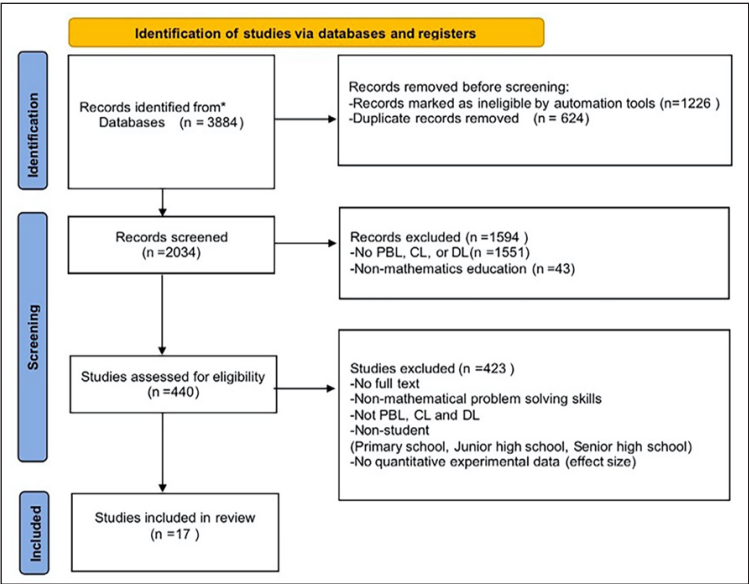 Identification of studies via databases and registers
Identification
Records identified from*
Databases (n = 3884)
Records removed before screening:
-Records marked as ineligible by automation tools (n=1226 )
-Duplicate records removed (n = 624)
Screening
Records screened
(n =2034)
Records excluded (n =1594 )
-No PBL, CL, or DL(n =1551)
-Non-mathematics education (n =43)
Studies assessed for eligibility
(n =440)
Studies excluded (n =423 )
-No full text
-Non-mathematical problem solving skills
-Not PBL, CL and DL
-Non-student
(Primary school, Junior high school, Senior high school)
-No quantitative experimental data (effect size)
Included
Studies included in review
(n =17 )